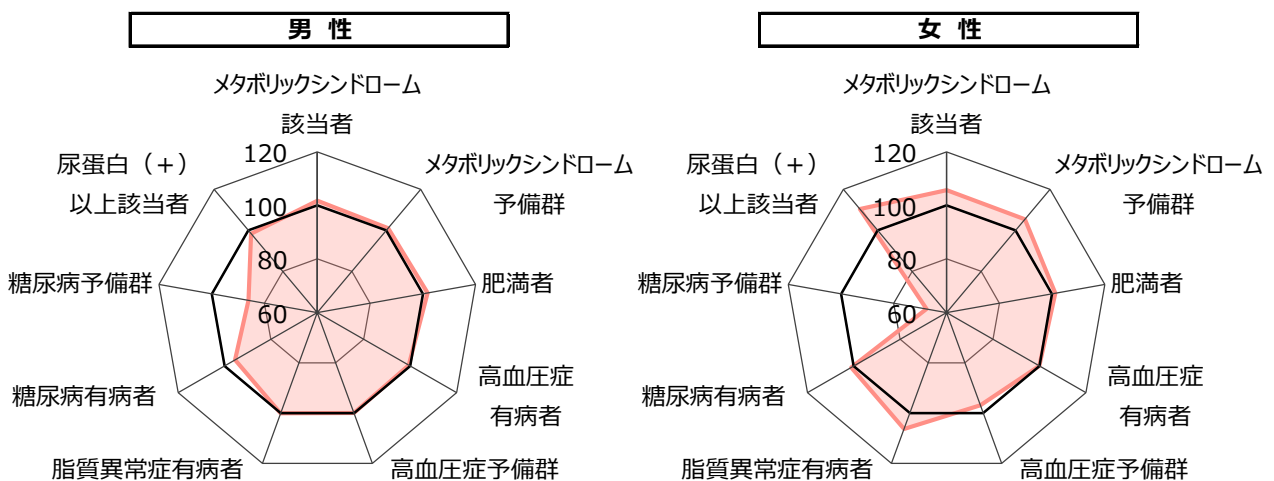 男 性
メタボリックシンドローム
該当者
メタボリックシンドローム
予備群
肥満者
高血圧症
有病者
高血圧症予備群
脂質異常症有病者
糖尿病有病者
糖尿病予備群
尿蛋白（+）
以上該当者
120
100
80
60
女 性
メタボリックシンドローム
該当者
メタボリックシンドローム
予備群
肥満者
高血圧症
有病者
高血圧症予備群
脂質異常症有病者
糖尿病有病者
糖尿病予備群
尿蛋白（+）
以上該当者
120
100
80
60